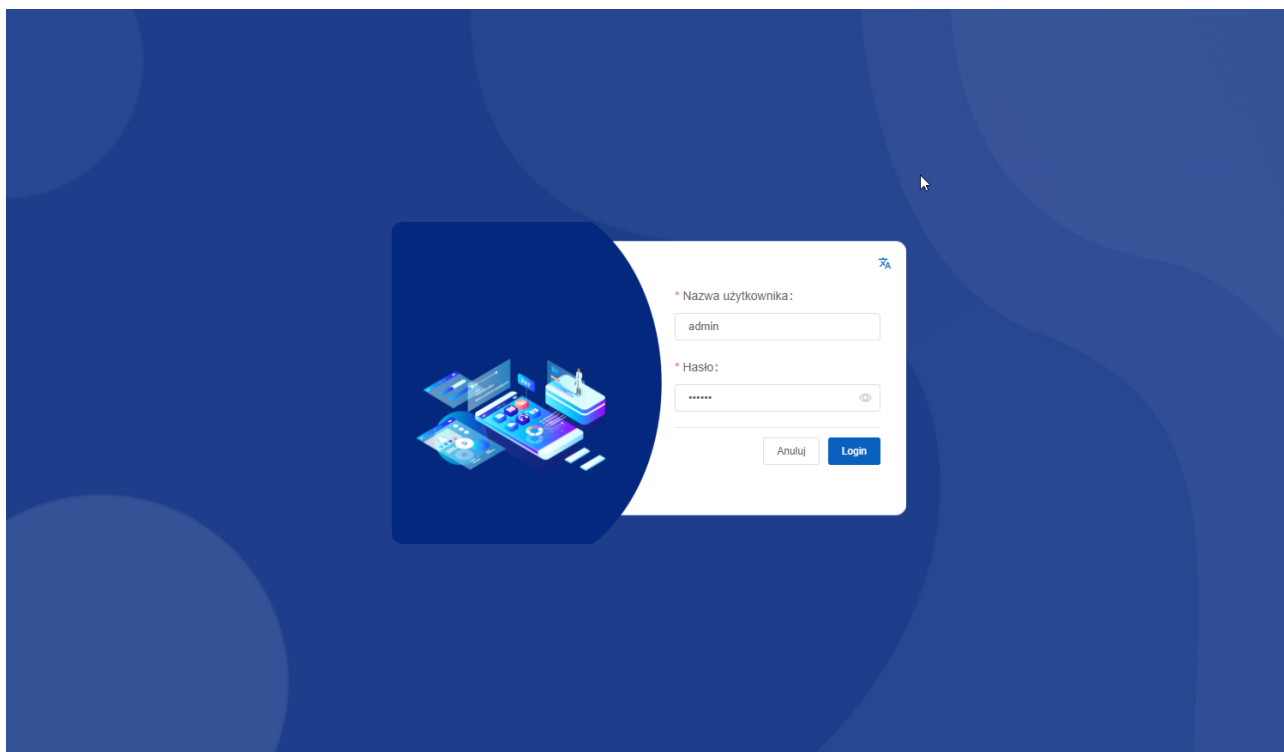 * Nazwa użytkownika:
admin
* Hasło:
••••••
Anuluj
Login